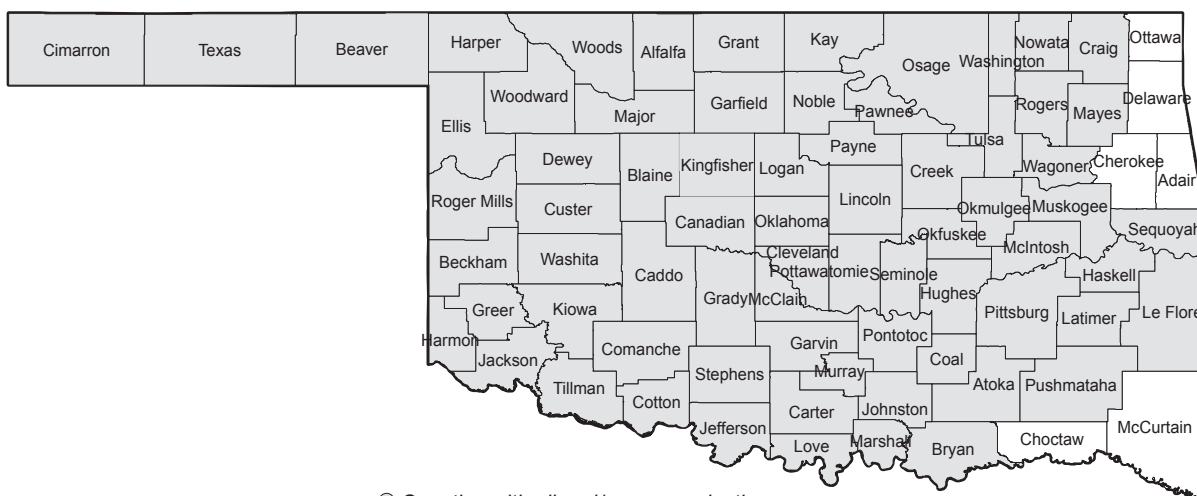 Cimarron
Texas
Beaver
Harper
Woods
Alfalfa
Grant
Kay
Osage
Washington
Nowata
Craig
Ottawa
Woodward
Ellis
Major
Garfield
Noble
Pawnee
Rogers
Mayes
Delaware
Dewey
Blaine
Kingfisher
Logan
Payne
Creek
Tulsa
Wagoner
Cherokee
Adair
Roger Mills
Custer
Canadian
Oklahoma
Lincoln
Okmulgee
Muskogee
Sequoyah
Beckham
Washita
Caddo
Cleveland
Pottawatomie
Seminole
Okfuskee
McIntosh
Haskell
Greer
Kiowa
Grady
McClain
Hughes
Pittsburg
Latimer
Le Flore
Harmon
Jackson
Comanche
Garvin
Pontotoc
Coal
Tillman
Stephens
Murray
Atoka
Pushmataha
Cotton
Carter
Johnston
McCurtain
Jefferson
Love
Marshall
Bryan
Choctaw